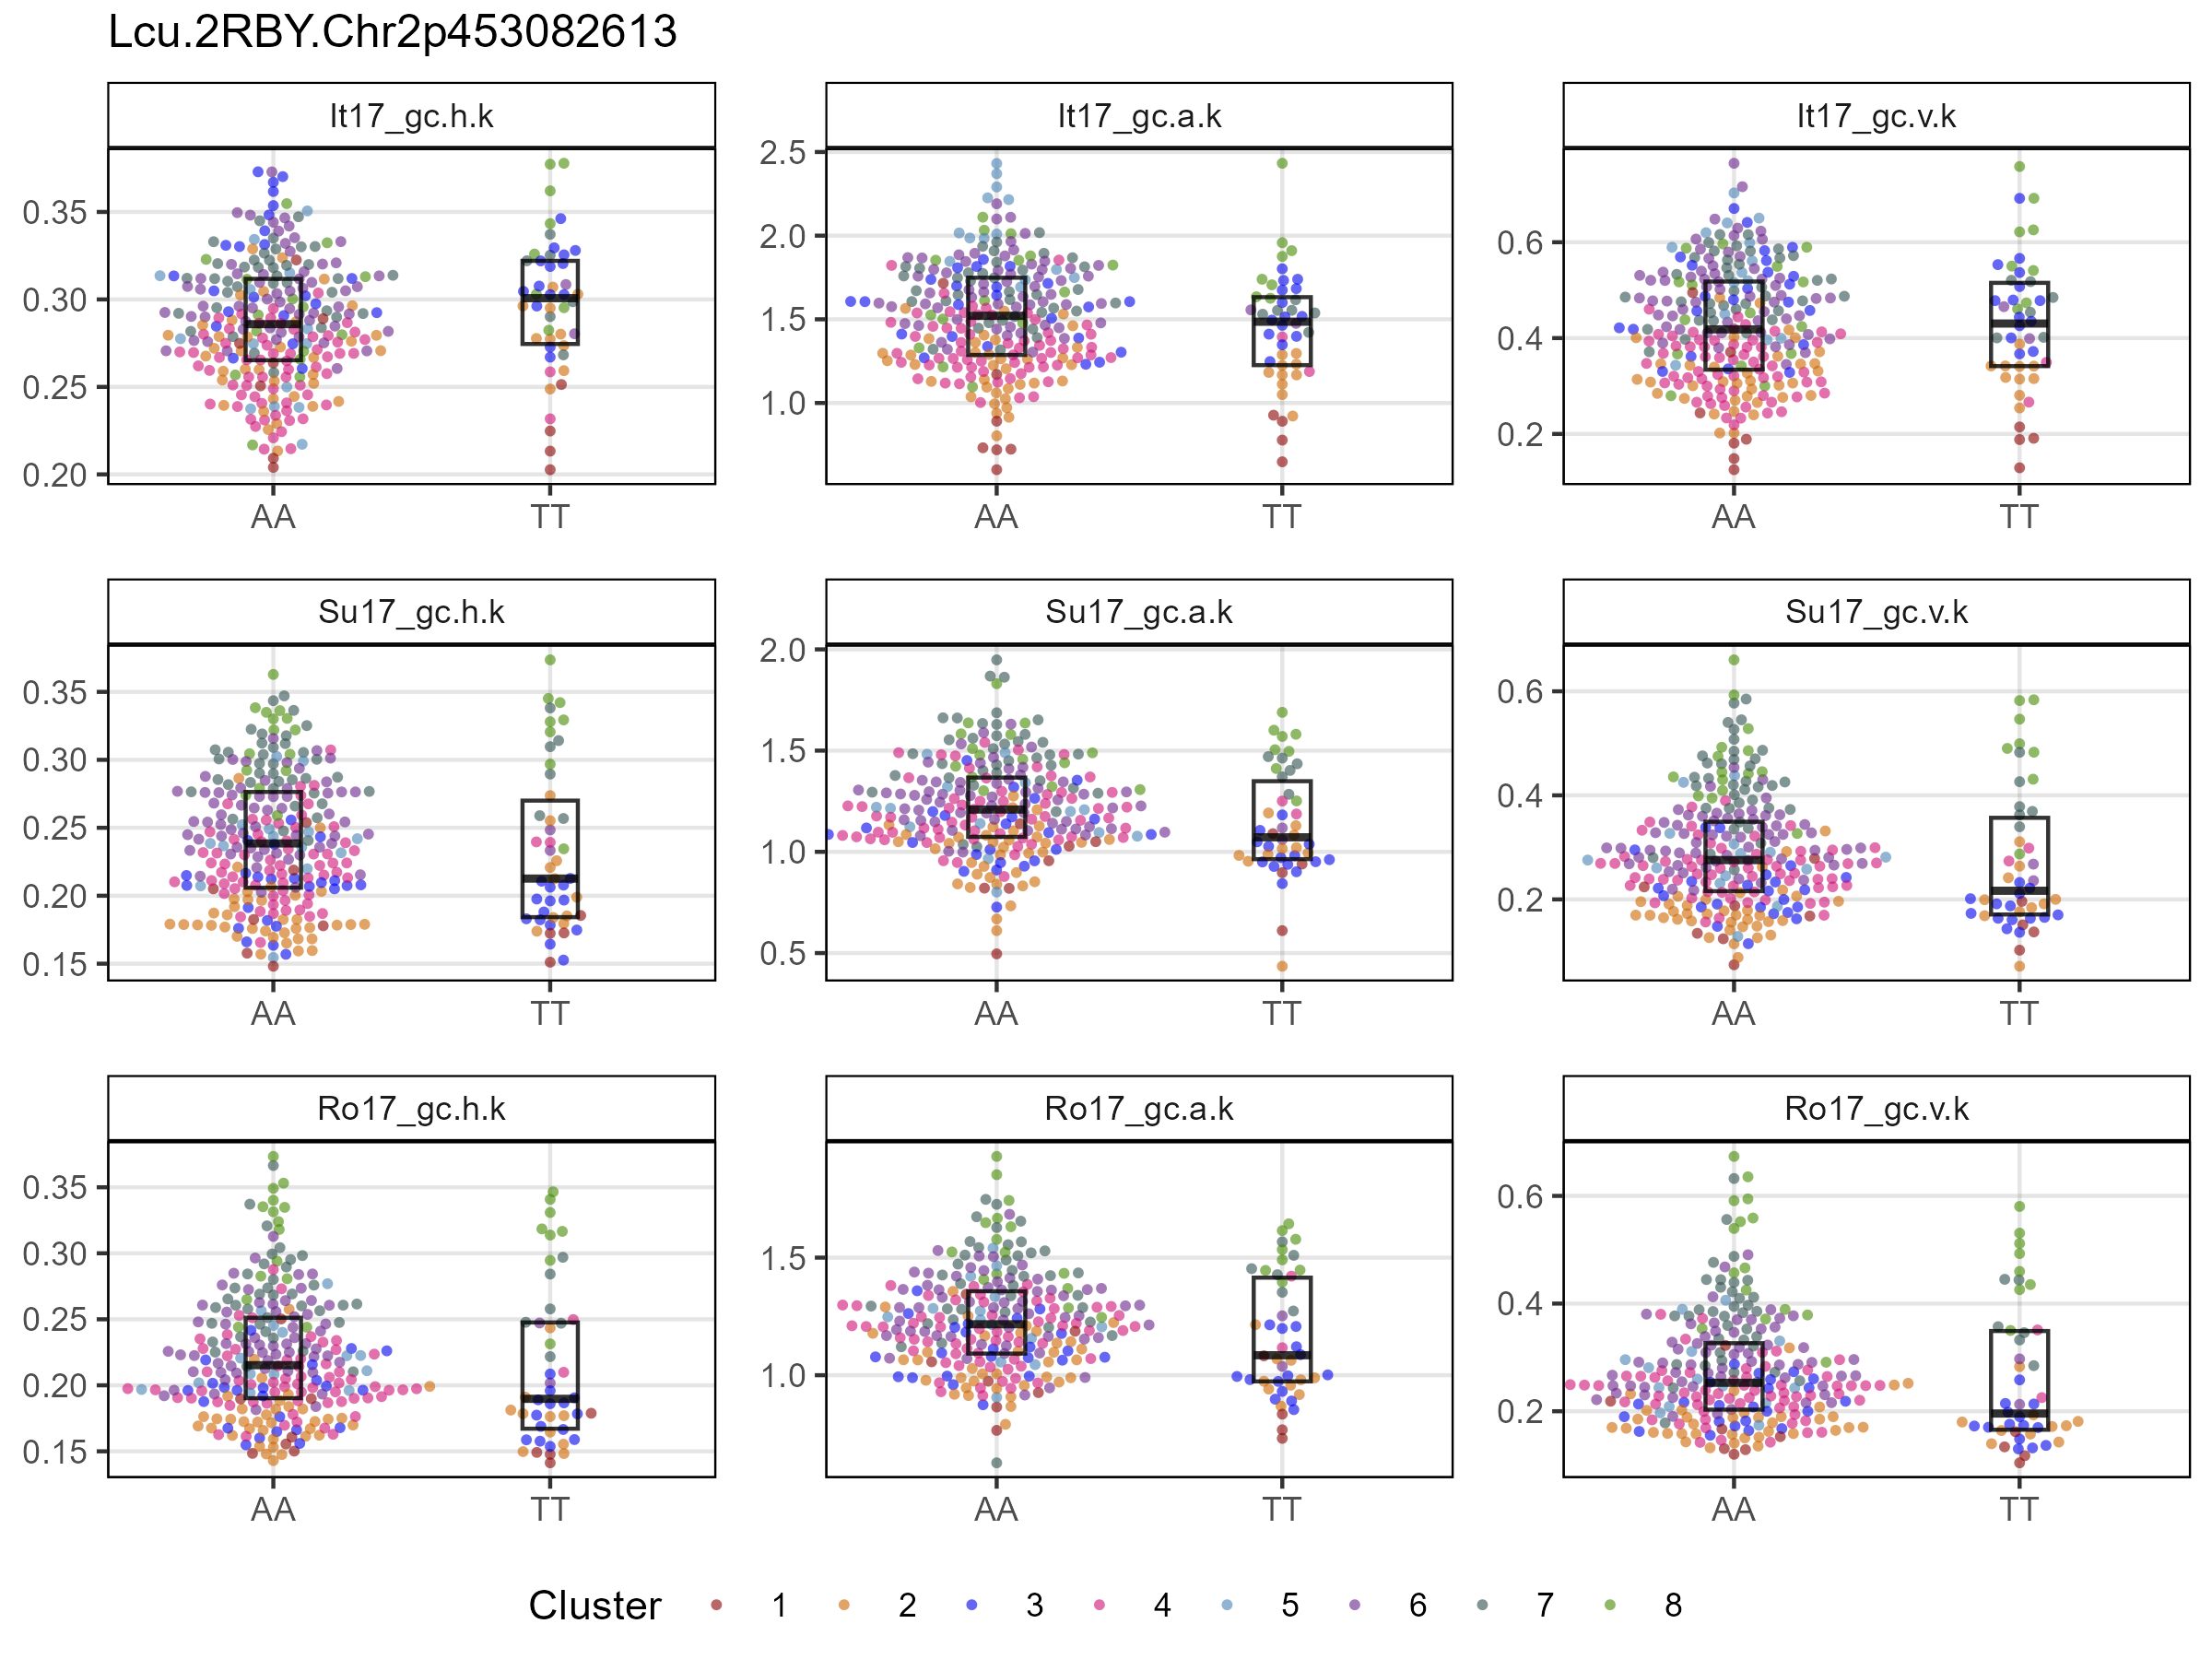 Lcu.2RBY.Chr2p453082613
It17_gc.h.k
It17_gc.a.k
It17_gc.v.k
0.35
0.30
0.25
0.20
2.5
2.0
1.5
1.0
0.6
0.4
0.2
AA TT
AA TT
AA TT
Su17_gc.h.k
Su17_gc.a.k
Su17_gc.v.k
0.35
0.30
0.25
0.20
0.15
2.0
1.5
1.0
0.5
0.6
0.4
0.2
AA TT
AA TT
AA TT
Ro17_gc.h.k
Ro17_gc.a.k
Ro17_gc.v.k
0.35
0.30
0.25
0.20
0.15
1.5
1.0
0.6
0.4
0.2
AA TT
AA TT
AA TT
Cluster 1 2 3 4 5 6 7 8